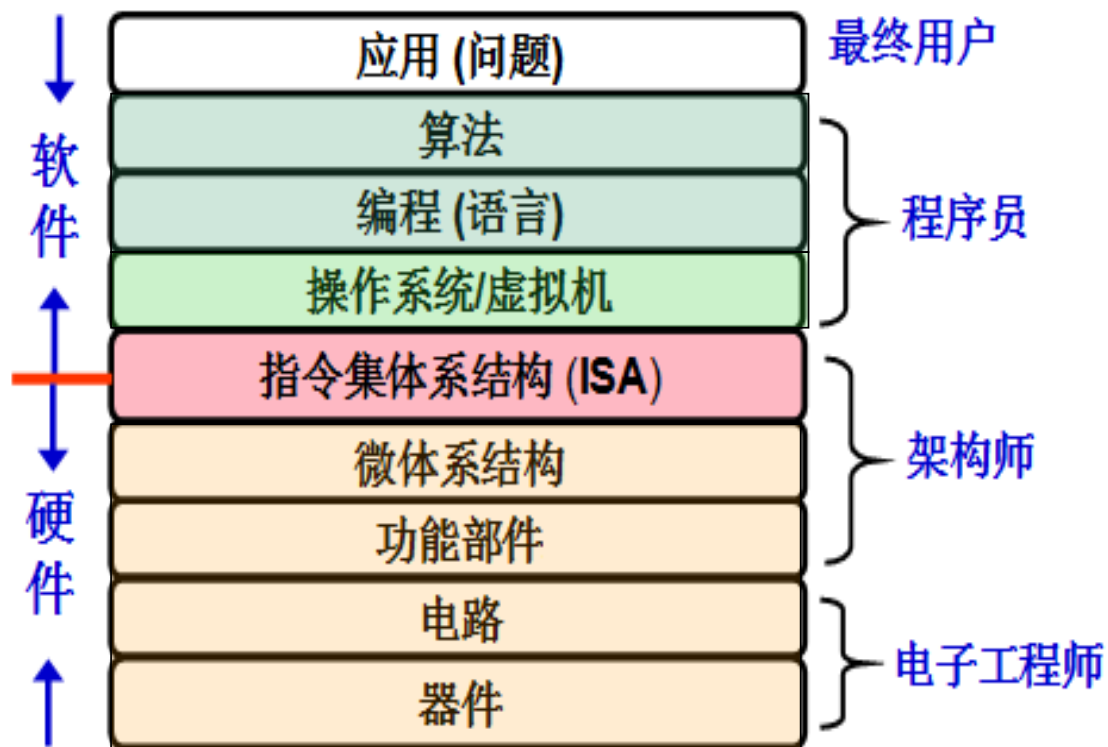 应用 (问题)
最终用户
算法
编程 (语言)
操作系统/虚拟机
程序员
指令集体系结构 (ISA)
微体系结构
功能部件
架构师
电路
器件
电子工程师
软件
硬件